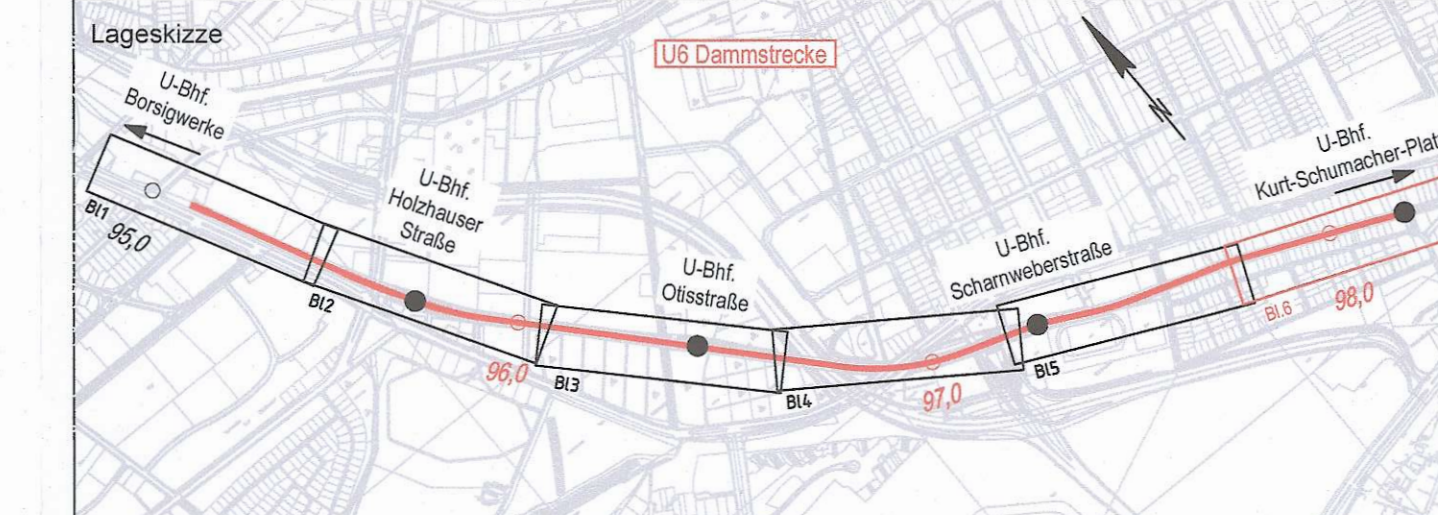 Lageskizze
U6 Dammstrecke
U-Bhf.
Borsigwerke
U-Bhf.
Holzhauser
Straße
U-Bhf.
Otisstraße
U-Bhf.
Scharnweberstraße
U-Bhf.
Kurt-Schumacher-Plat
N
Bl1
95,0
Bl2
96,0
Bl3
Bl4
97,0
Bl5
Bl.6
98,0